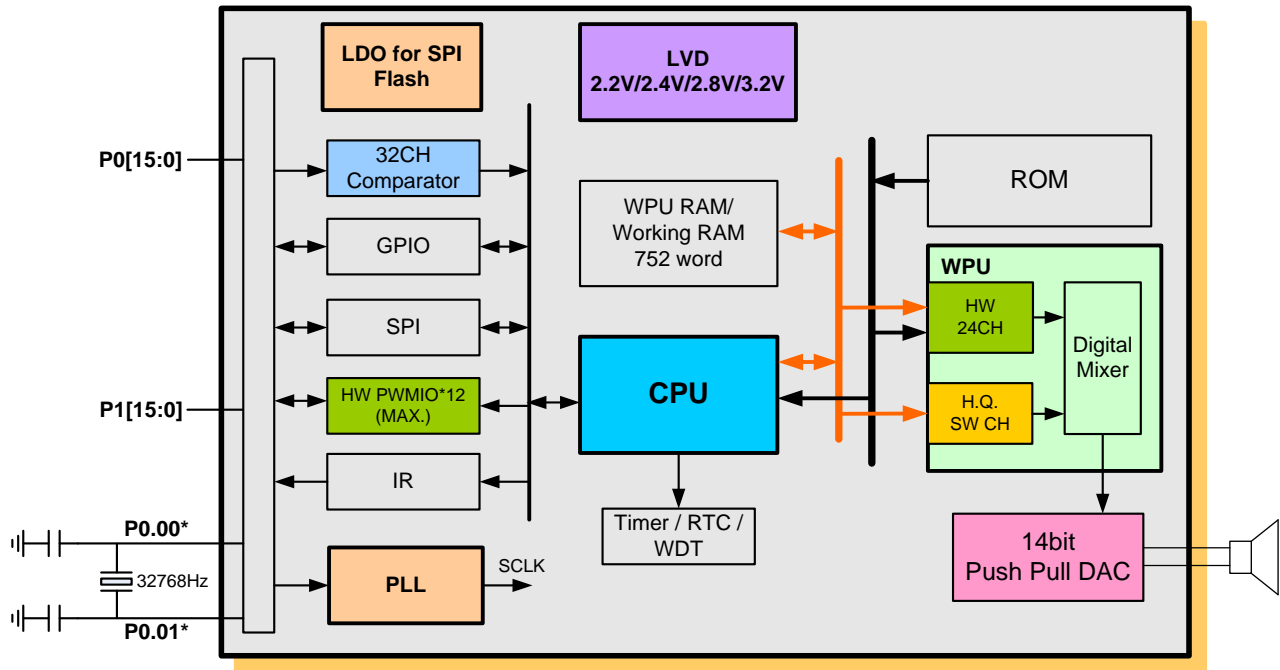 LDO for SPI
Flash
LVD
2.2V/2.4V/2.8V/3.2V
P0[15:0]
32CH
Comparator
GPIO
SPI
P1[15:0]
HW PWMIO*12
(MAX.)
IR
P0.00*
32768Hz
P0.01*
PLL
SCLK
WPU RAM/
Working RAM
752 word
CPU
Timer / RTC /
WDT
ROM
WPU
HW
24CH
H.Q.
SW CH
Digital
Mixer
14bit
Push Pull DAC